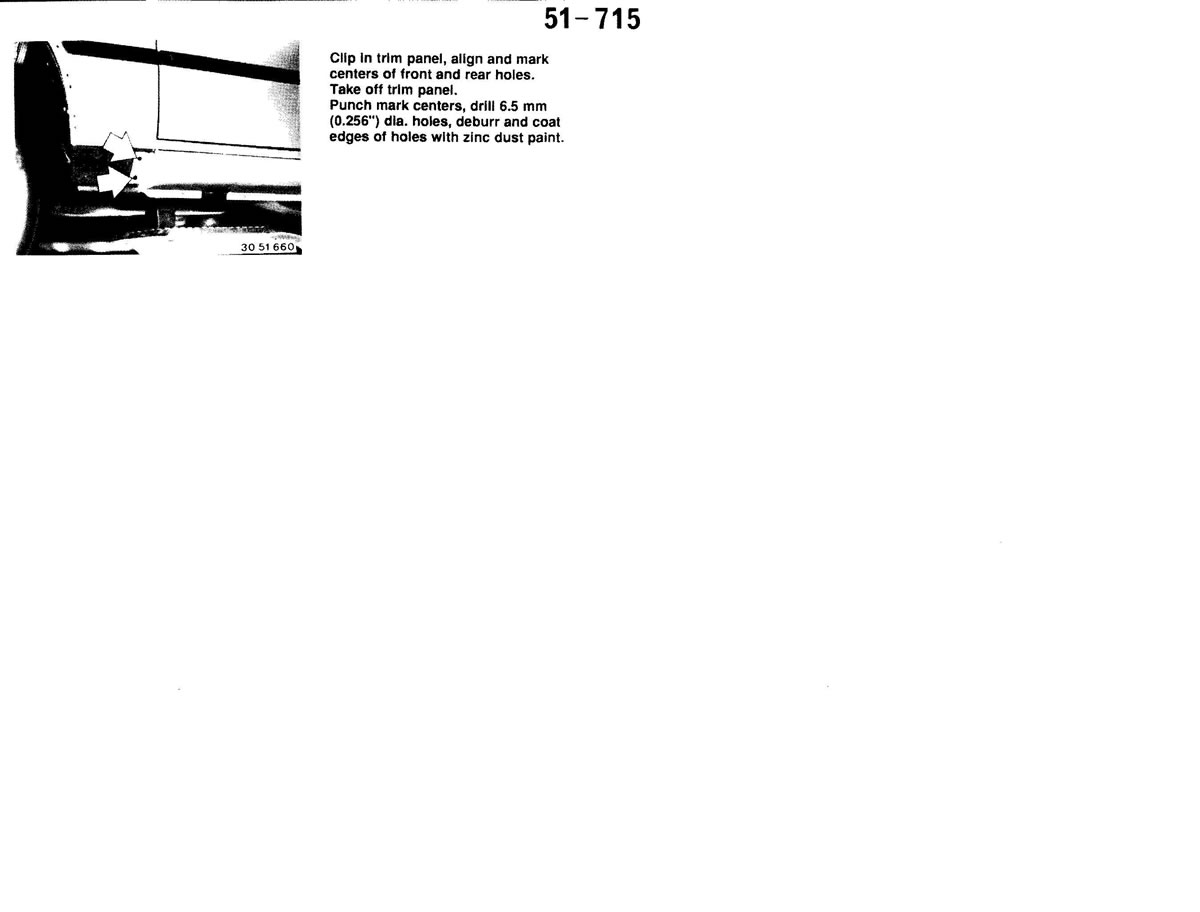 51-715
Clip in trim panel, align and mark
centers of front and rear holes.
Take off trim panel.
Punch mark centers, drill 6.5 mm
(0.256") dia. holes, deburr and coat
edges of holes with zinc dust paint.
30 51 660